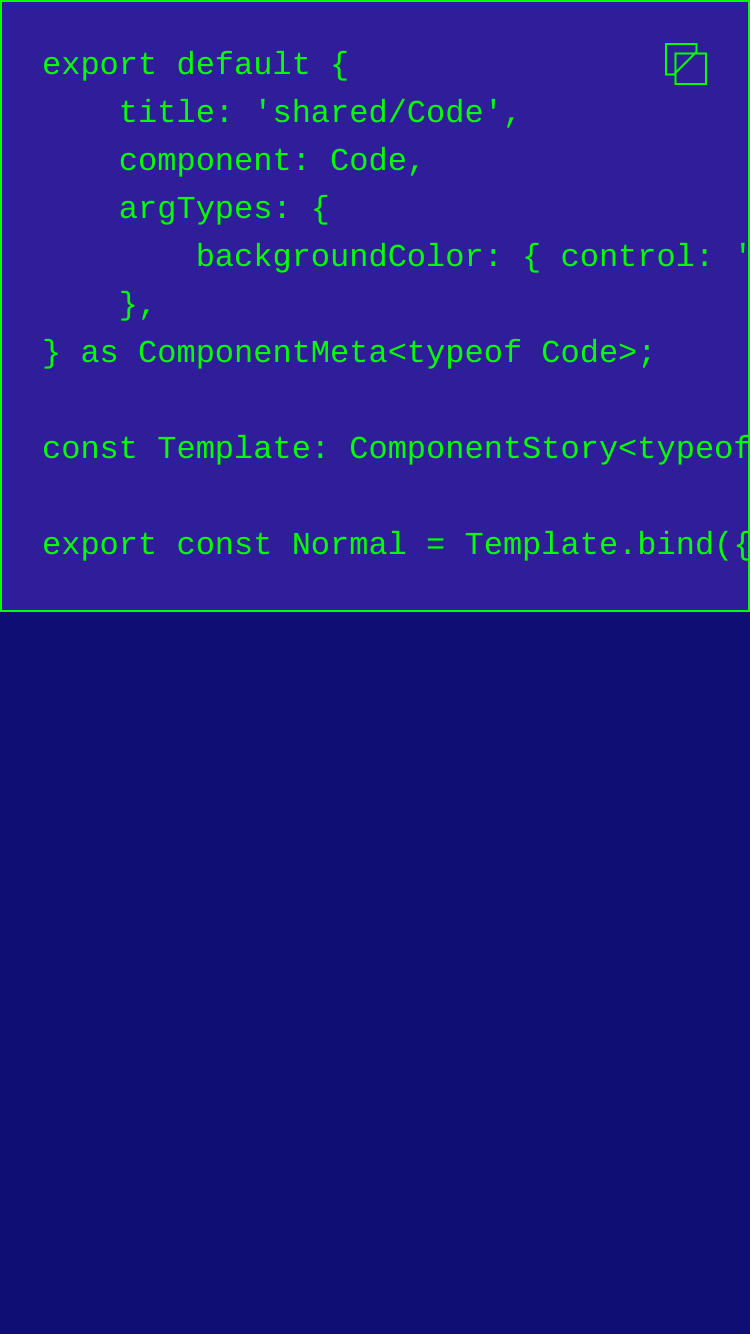 export default {
    title: 'shared/Code',
    component: Code,
    argTypes: {
        backgroundColor: { control: '
    },
} as ComponentMeta<typeof Code>;

const Template: ComponentStory<typeof

export const Normal = Template.bind({